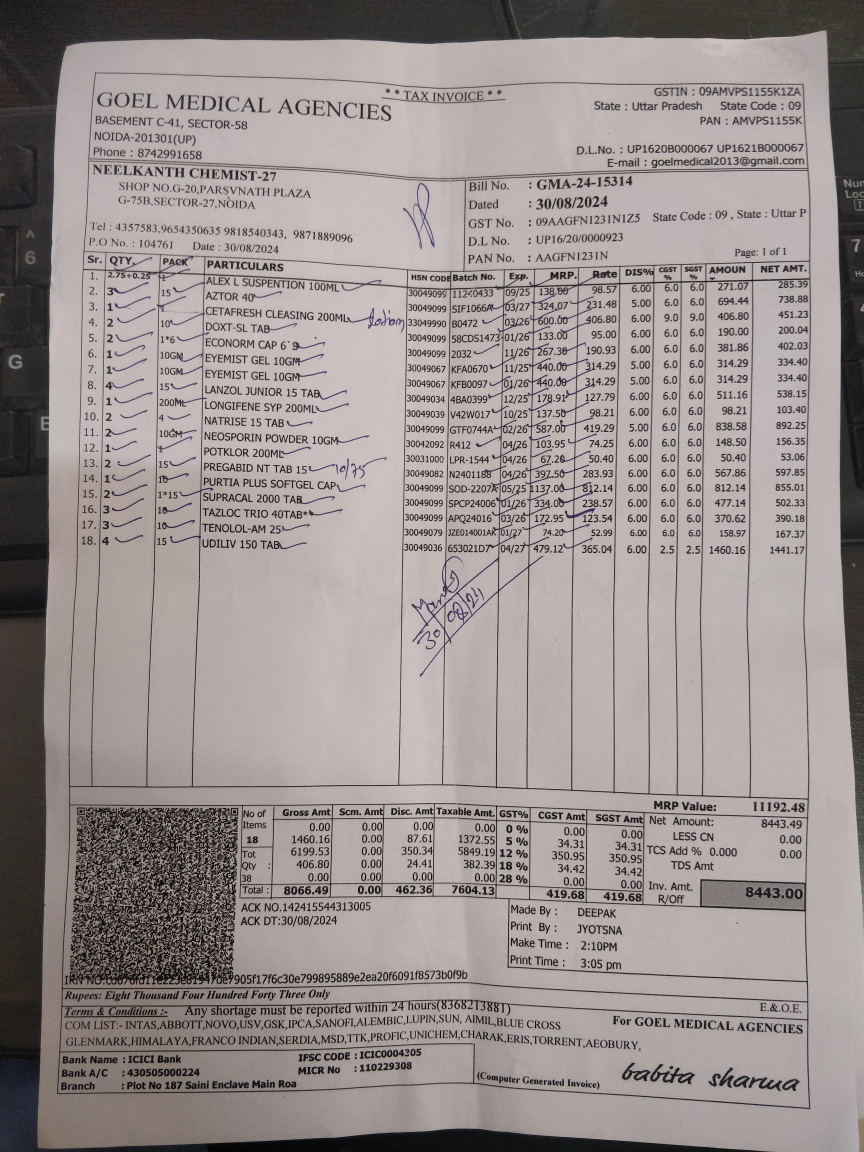 ** TAX INVOICE **
GOEL MEDICAL AGENCIES
BASEMENT C-41, SECTOR-58
NOIDA-201301(UP)
Phone : 8742991658
GSTIN : 09AMVPS1155K1ZA
State : Uttar Pradesh State Code : 09
PAN : AMVPS1155K
D.L.No. : UP1620B000067 UP1621B000067
E-mail : goelmedical2013@gmail.com
NEELKANTH CHEMIST-27
SHOP NO.G-20,PARSVNATH PLAZA
G-75B,SECTOR-27,NOIDA
Tel : 4357583,9654350635 9818540343, 9871889096
P.O No. : 104761 Date : 30/08/2024
Bill No. : GMA-24-15314
Dated : 30/08/2024
GST No. : 09AAGFN1231N1Z5 State Code : 09 , State : Uttar P
D.L No. : UP16/20/0000923
PAN No. : AAGFN1231N
Page: 1 of 1
Sr. QTY. PACK PARTICULARS HSN CODE Batch No. Exp. MRP. Rate DIS% CGST % SGST % AMOUN NET AMT.
1. 2.75+0.25 1 ALEX L SUSPENTION 100ML 30049099 11240433 09/25 138.00 98.57 6.00 6.0 6.0 271.07 285.39
2. 3 15 AZTOR 40 30049099 SIF1066A 03/27 324.07 231.48 5.00 6.0 6.0 694.44 738.88
3. 1 1 CETAFRESH CLEASING 200ML lotion 33049990 B0472 03/26 600.00 406.80 6.00 9.0 9.0 406.80 451.23
4. 2 10 DOXT-SL TAB 30049099 58CDS1473 01/26 133.00 95.00 6.00 6.0 6.0 190.00 200.04
5. 2 1*6 ECONORM CAP 6`S 30049099 2032 11/26 267.30 190.93 6.00 6.0 6.0 381.86 402.03
6. 1 10GM EYEMIST GEL 10GM 30049067 KFA0670 11/25 440.00 314.29 5.00 6.0 6.0 314.29 334.40
7. 1 10GM EYEMIST GEL 10GM 30049067 KFB0097 01/26 440.00 314.29 5.00 6.0 6.0 314.29 334.40
8. 4 15 LANZOL JUNIOR 15 TAB 30049034 4BA0399 12/25 178.91 127.79 6.00 6.0 6.0 511.16 538.15
9. 1 200ML LONGIFENE SYP 200ML 30049039 V42W017 10/25 137.50 98.21 6.00 6.0 6.0 98.21 103.40
10. 2 4 NATRISE 15 TAB 30049099 GTF0744A 02/26 587.00 419.29 5.00 6.0 6.0 838.58 892.25
11. 2 10GM NEOSPORIN POWDER 10GM 30042092 R412 04/26 103.95 74.25 6.00 6.0 6.0 148.50 156.35
12. 1 1 POTKLOR 200ML 30031000 LPR-1544 04/26 67.20 50.40 6.00 6.0 6.0 50.40 53.06
13. 2 15 PREGABID NT TAB 15 10/75 30049082 N2401188 04/26 397.50 283.93 6.00 6.0 6.0 567.86 597.85
14. 1 10 PURTIA PLUS SOFTGEL CAP 30049099 SOD-2207A 05/25 1137.00 812.14 6.00 6.0 6.0 812.14 855.01
15. 2 1*15 SUPRACAL 2000 TAB 30049099 SPCP24006 01/26 334.00 238.57 6.00 6.0 6.0 477.14 502.33
16. 3 10 TAZLOC TRIO 40TAB** 30049099 APQ24016 03/26 172.95 123.54 6.00 6.0 6.0 370.62 390.18
17. 3 10 TENOLOL-AM 25 30049079 JZE014001AK 01/27 74.20 52.99 6.00 6.0 6.0 158.97 167.37
18. 4 15 UDILIV 150 TAB 30049036 653021D7 04/27 479.12 365.04 6.00 2.5 2.5 1460.16 1441.17
30/08/24
No of Items 18 Tot Qty : 38
Gross Amt Scm. Amt Disc. Amt Taxable Amt. GST% CGST Amt SGST Amt
0.00 0.00 0.00 0.00 0 % 0.00 0.00
1460.16 0.00 87.61 1372.55 5 % 34.31 34.31
6199.53 0.00 350.34 5849.19 12 % 350.95 350.95
406.80 0.00 24.41 382.39 18 % 34.42 34.42
0.00 0.00 0.00 0.00 28 % 0.00 0.00
Total : 8066.49 0.00 462.36 7604.13 419.68 419.68
MRP Value: 11192.48
Net Amount: 8443.49
LESS CN 0.00
TCS Add % 0.000 0.00
TDS Amt
Inv. Amt. R/Off 8443.00
ACK NO.142415544313005
ACK DT:30/08/2024
Made By : DEEPAK
Print By : JYOTSNA
Make Time : 2:10PM
Print Time : 3:05 pm
Rupees: Eight Thousand Four Hundred Forty Three Only
E.&.O.E.
Terms & Conditions :- Any shortage must be reported within 24 hours(8368213881)
COM LIST:- INTAS,ABBOTT,NOVO,USV,GSK,IPCA,SANOFI,ALEMBIC,LUPIN,SUN, AIMIL,BLUE CROSS
GLENMARK,HIMALAYA,FRANCO INDIAN,SERDIA,MSD,TTK,PROFIC,UNICHEM,CHARAK,ERIS,TORRENT,AEOBURY,
For GOEL MEDICAL AGENCIES
Bank Name : ICICI Bank IFSC CODE : ICIC0004305
Bank A/C : 430505000224 MICR No : 110229308
Branch : Plot No 187 Saini Enclave Main Roa
(Computer Generated Invoice)
babita sharma